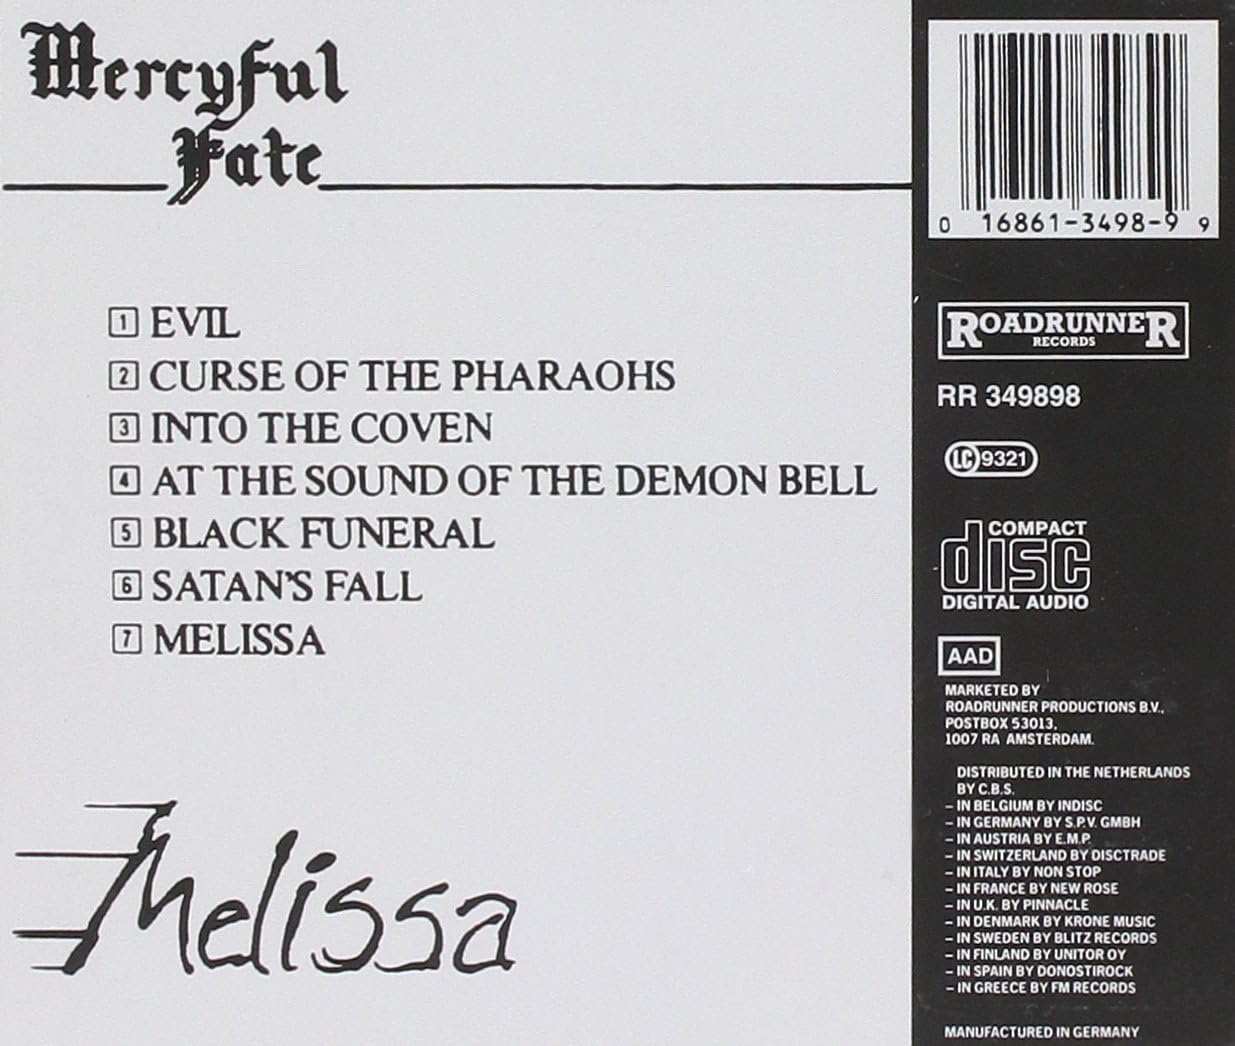 Mercyful
Fate
1 EVIL
2 CURSE OF THE PHARAOHS
3 INTO THE COVEN
4 AT THE SOUND OF THE DEMON BELL
5 BLACK FUNERAL
6 SATAN'S FALL
7 MELISSA
Melissa
0 16861-3498-9 9
ROADRUNNER
RECORDS
RR 349898
LC 9321
COMPACT
disc
DIGITAL AUDIO
AAD
MARKETED BY
ROADRUNNER PRODUCTIONS B.V.,
POSTBOX 53013,
1007 RA AMSTERDAM.
DISTRIBUTED IN THE NETHERLANDS
BY C.B.S.
– IN BELGIUM BY INDISC
– IN GERMANY BY S.P.V. GMBH
– IN AUSTRIA BY E.M.P.
– IN SWITZERLAND BY DISCTRADE
– IN ITALY BY NON STOP
– IN FRANCE BY NEW ROSE
– IN U.K. BY PINNACLE
– IN DENMARK BY KRONE MUSIC
– IN SWEDEN BY BLITZ RECORDS
– IN FINLAND BY UNITOR OY
– IN SPAIN BY DONOSTIROCK
– IN GREECE BY FM RECORDS
MANUFACTURED IN GERMANY